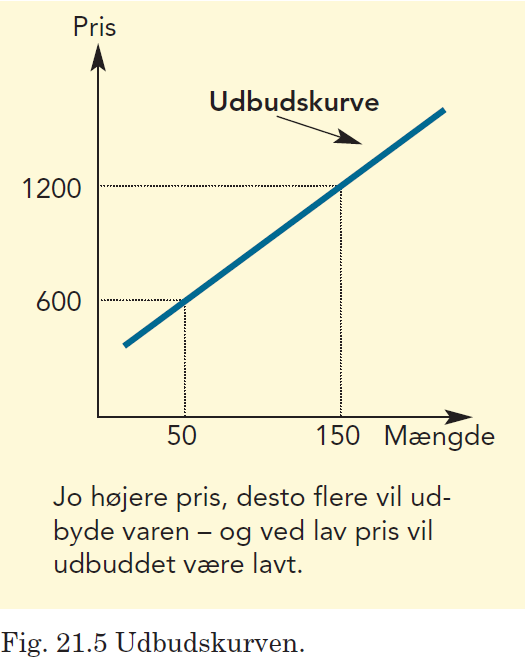 Pris
Udbudskurve
1200
600
50
150 Mængde
Jo højere pris, desto flere vil ud-
byde varen – og ved lav pris vil
udbuddet være lavt.
Fig. 21.5 Udbudskurven.